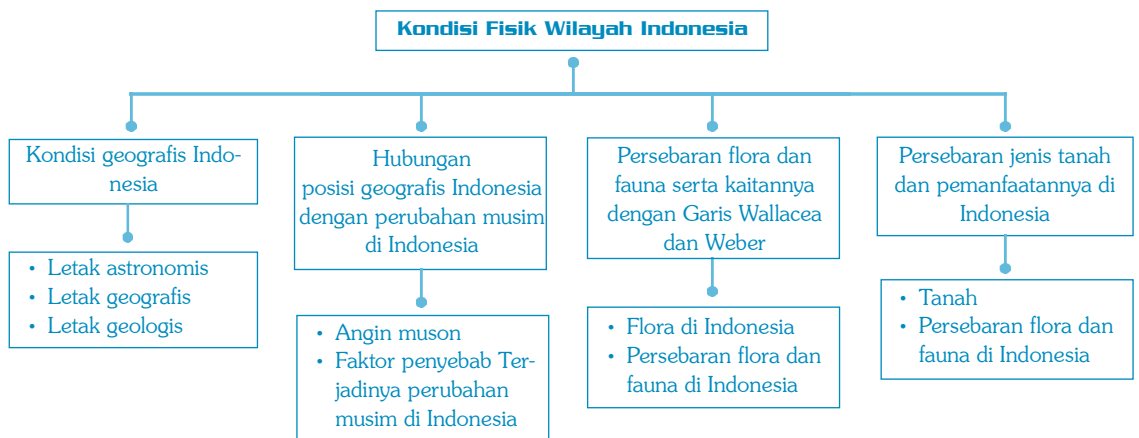 Kondisi Fisik Wilayah Indonesia
Kondisi geografis Indo-
nesia
• Letak astronomis
• Letak geografis
• Letak geologis
Hubungan
posisi geografis Indonesia
dengan perubahan musim
di Indonesia
• Angin muson
• Faktor penyebab Ter-
jadinya perubahan
musim di Indonesia
Persebaran flora dan
fauna serta kaitannya
dengan Garis Wallacea
dan Weber
• Flora di Indonesia
• Persebaran flora dan
fauna di Indonesia
Persebaran jenis tanah
dan pemanfaatannya di
Indonesia
• Tanah
• Persebaran flora dan
fauna di Indonesia